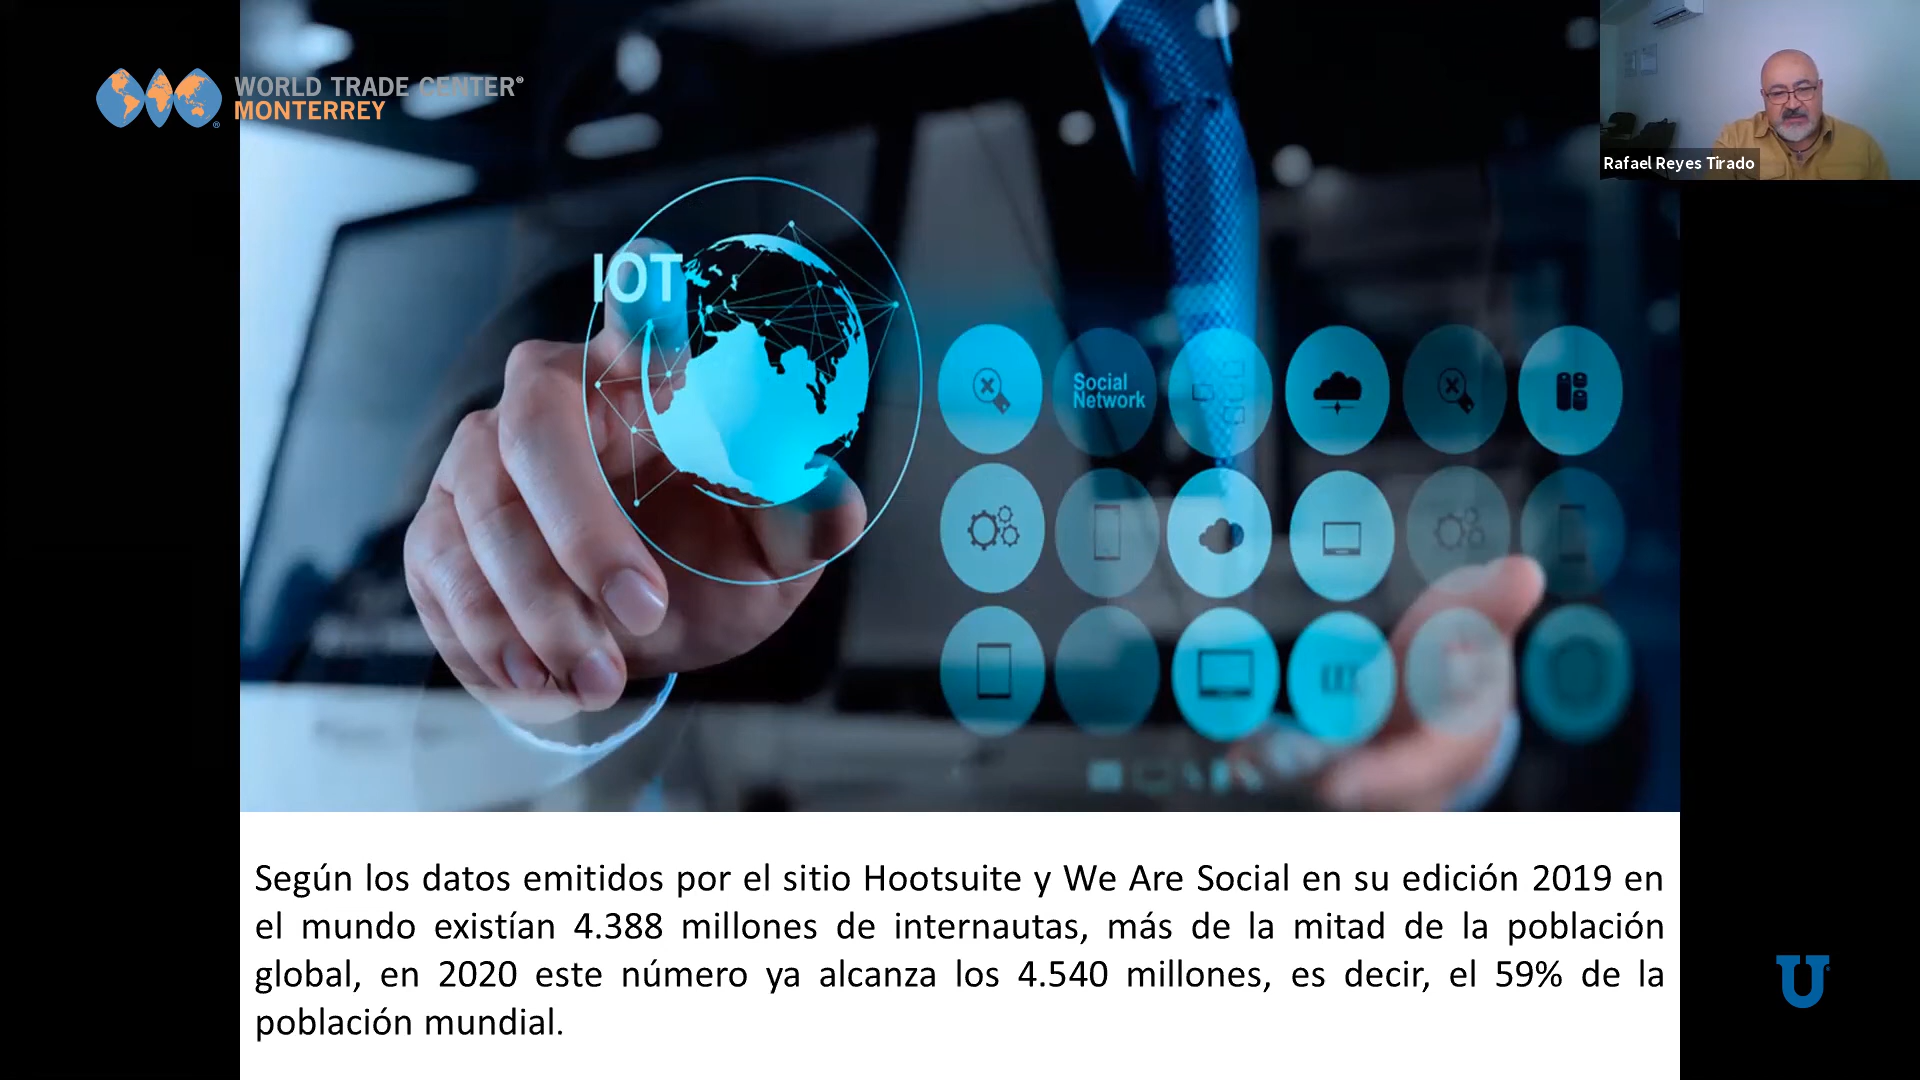 WORLD TRADE CENTER®
MONTERREY
Rafael Reyes Tirado
IOT
Social
Network
Según los datos emitidos por el sitio Hootsuite y We Are Social en su edición 2019 en
el mundo existían 4.388 millones de internautas, más de la mitad de la población
global, en 2020 este número ya alcanza los 4.540 millones, es decir, el 59% de la
población mundial.
U